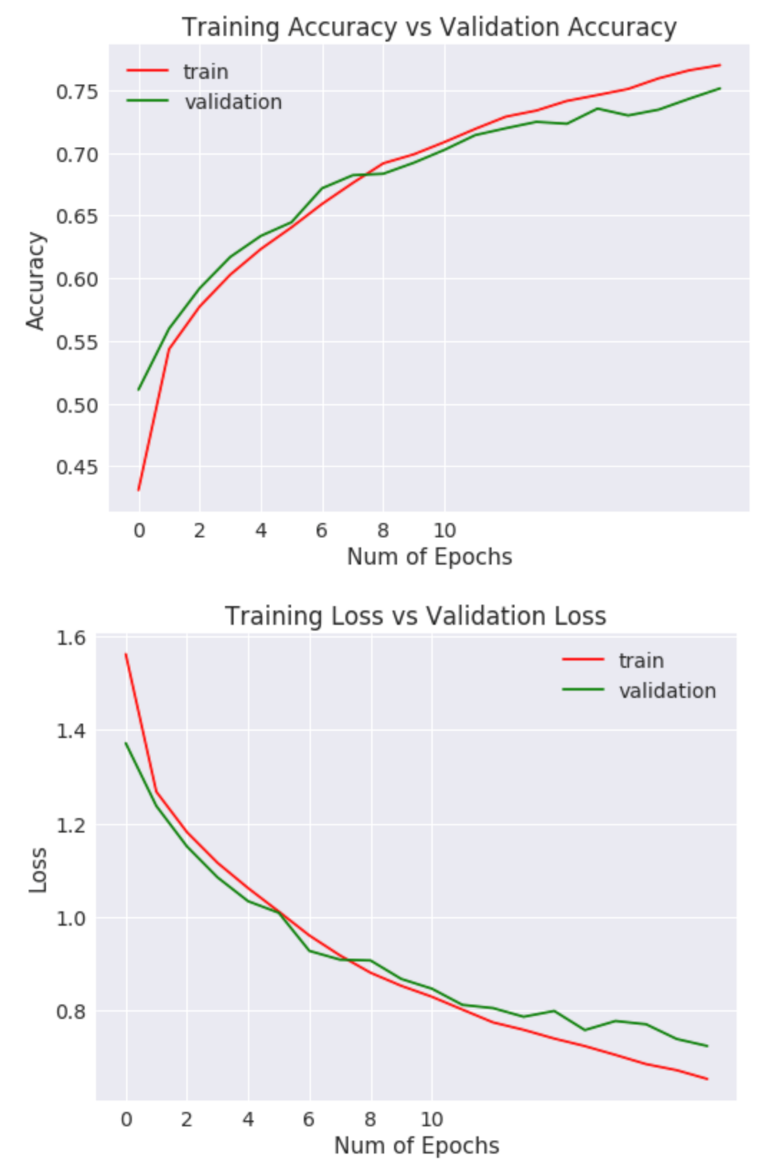 Training Accuracy vs Validation Accuracy
train
validation
0.75
0.70
0.65
0.60
0.55
0.50
0.45
Accuracy
0 2 4 6 8 10
Num of Epochs
Training Loss vs Validation Loss
train
validation
1.6
1.4
1.2
1.0
0.8
Loss
0 2 4 6 8 10
Num of Epochs